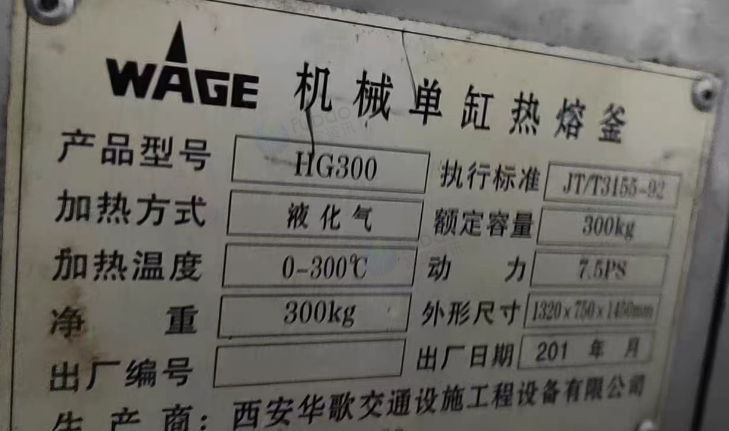 WAGE 机械单缸热熔釜
产品型号 HG300 执行标准 JT/T3155-92
加热方式 液化气 额定容量 300kg
加热温度 0-300℃ 动 力 7.5PS
净 重 300kg 外形尺寸 1320×750×1450mm
出厂编号 出厂日期 201 年 月
生 产 商：西安华歌交通设施工程设备有限公司